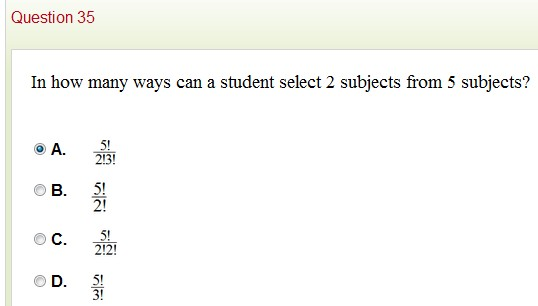 Question 35
In how many ways can a student select 2 subjects from 5 subjects?
A. 5!/2!3!
B. 5!/2!
C. 5!/2!2!
D. 5!/3!